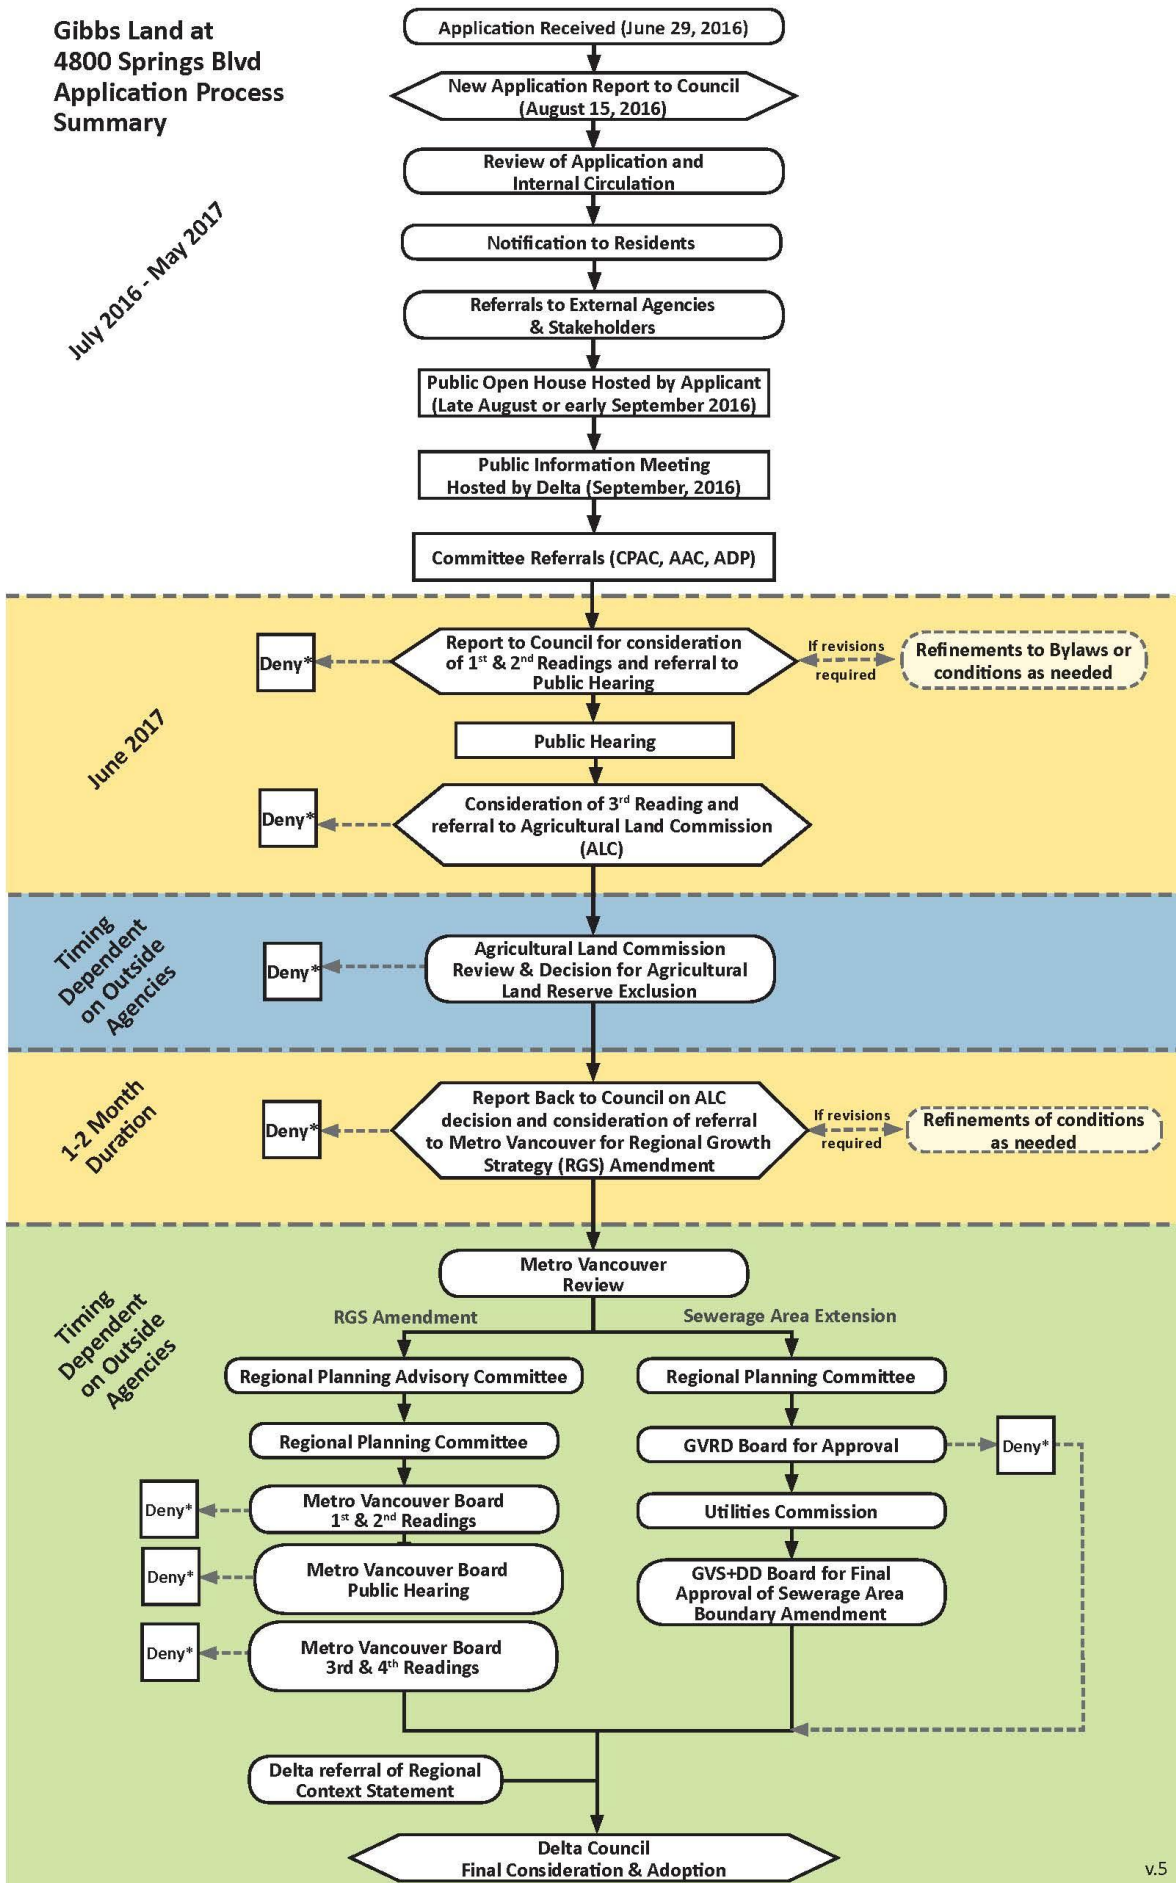 Gibbs Land at
4800 Springs Blvd
Application Process
Summary
Application Received (June 29, 2016)
New Application Report to Council
(August 15, 2016)
Review of Application and
Internal Circulation
July 2016 - May 2017
Notification to Residents
Referrals to External Agencies
& Stakeholders
Public Open House Hosted by Applicant
(Late August or early September 2016)
Public Information Meeting
Hosted by Delta (September, 2016)
Committee Referrals (CPAC, AAC, ADP)
June 2017
Deny*
Report to Council for consideration
of 1st & 2nd Readings and referral to
Public Hearing
If revisions
required
Refinements to Bylaws or
conditions as needed
Public Hearing
Deny*
Consideration of 3rd Reading and
referral to Agricultural Land Commission
(ALC)
Timing
Dependent
on Outside
Agencies
Deny*
Agricultural Land Commission
Review & Decision for Agricultural
Land Reserve Exclusion
1-2 Month
Duration
Deny*
Report Back to Council on ALC
decision and consideration of referral
to Metro Vancouver for Regional Growth
Strategy (RGS) Amendment
If revisions
required
Refinements of conditions
as needed
Timing
Dependent
on Outside
Agencies
Metro Vancouver
Review
RGS Amendment
Sewerage Area Extension
Regional Planning Advisory Committee
Regional Planning Committee
Regional Planning Committee
GVRD Board for Approval
Deny*
Deny*
Metro Vancouver Board
1st & 2nd Readings
Utilities Commission
Deny*
Metro Vancouver Board
Public Hearing
GVS+DD Board for Final
Approval of Sewerage Area
Boundary Amendment
Deny*
Metro Vancouver Board
3rd & 4th Readings
Delta referral of Regional
Context Statement
Delta Council
Final Consideration & Adoption
v.5